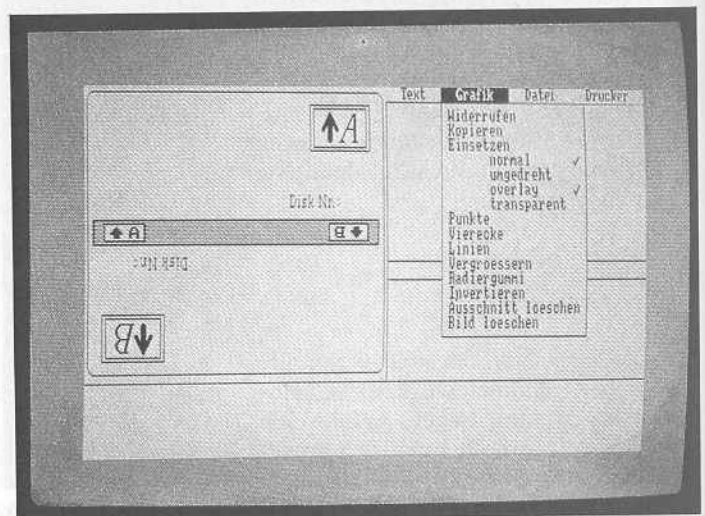 Text Grafik Datei Drucker
Widerrufen
Kopieren
Einsetzen
normal ✓
umgedreht
overlay ✓
transparent
Punkte
Vierecke
Linien
Vergroessern
Radiergummi
Invertieren
Ausschnitt loeschen
Bild loeschen
A
Disk Nr.:
A B
Disk Nr.:
B